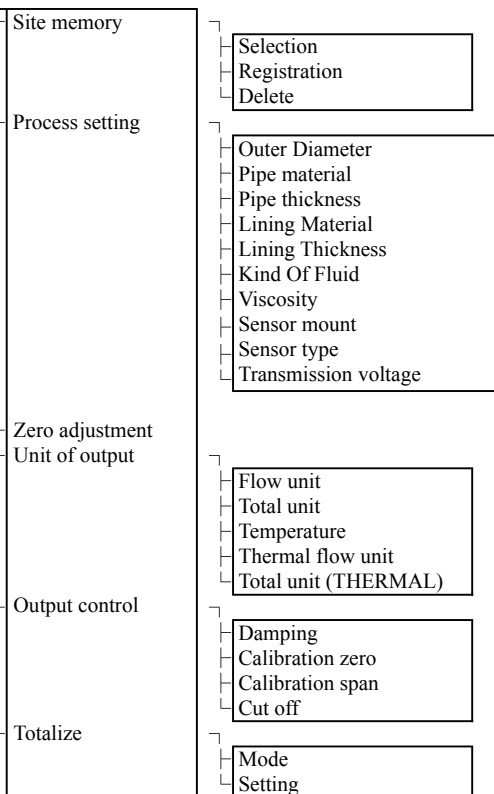 Site memory
Selection
Registration
Delete
Process setting
Outer Diameter
Pipe material
Pipe thickness
Lining Material
Lining Thickness
Kind Of Fluid
Viscosity
Sensor mount
Sensor type
Transmission voltage
Zero adjustment
Unit of output
Flow unit
Total unit
Temperature
Thermal flow unit
Total unit (THERMAL)
Output control
Damping
Calibration zero
Calibration span
Cut off
Totalize
Mode
Setting